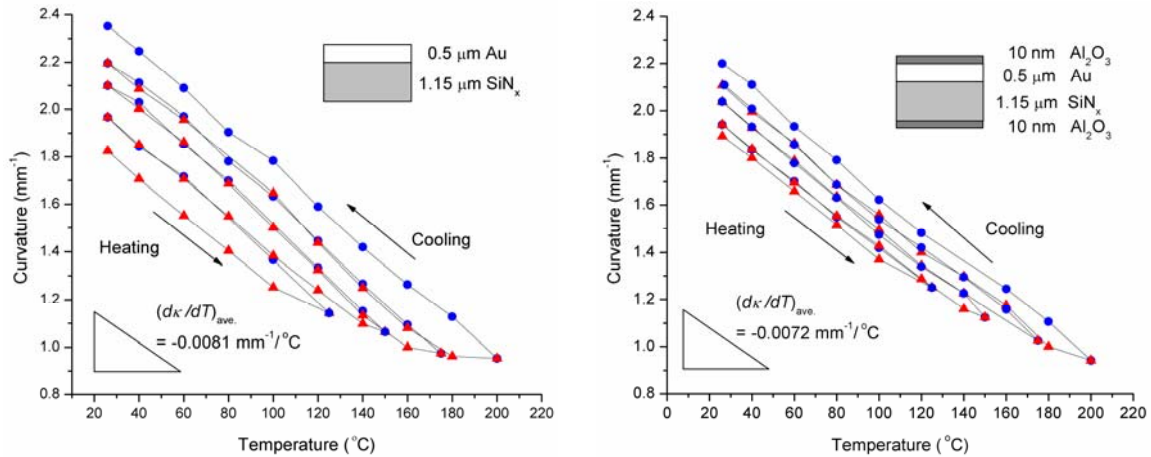 2.4
2.2
2.0
1.8
1.6
1.4
1.2
1.0
0.8
Curvature (mm⁻¹)
0.5 μm Au
1.15 μm SiNₓ
Heating
Cooling
(dκ/dT)ave.
= -0.0081 mm⁻¹/°C
20 40 60 80 100 120 140 160 180 200 220
Temperature (°C)
2.4
2.2
2.0
1.8
1.6
1.4
1.2
1.0
0.8
Curvature (mm⁻¹)
10 nm Al₂O₃
0.5 μm Au
1.15 μm SiNₓ
10 nm Al₂O₃
Heating
Cooling
(dκ/dT)ave.
= -0.0072 mm⁻¹/°C
20 40 60 80 100 120 140 160 180 200 220
Temperature (°C)